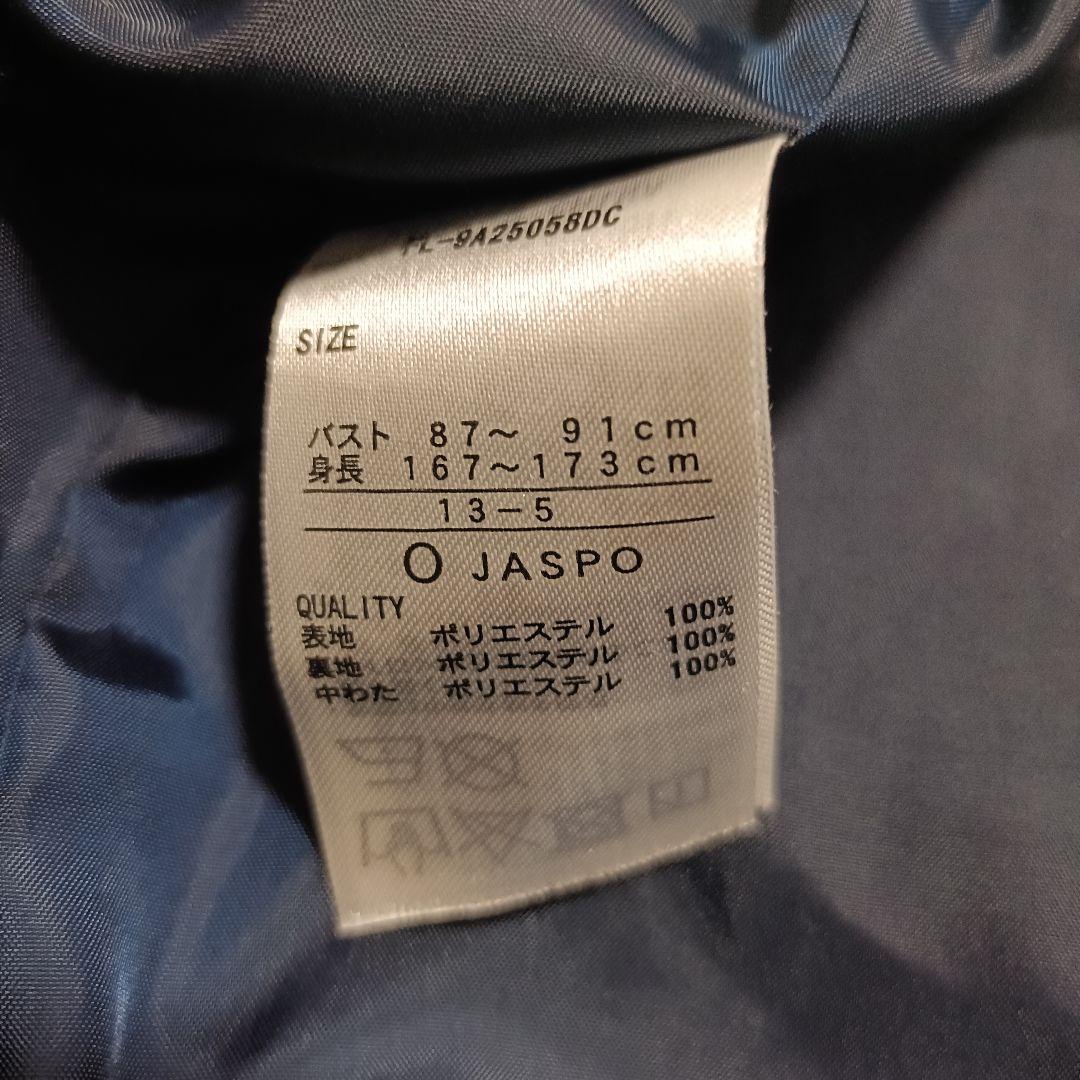 FL-9A25058DC
SIZE
バスト 87～ 91cm
身長 167～173cm
13-5
O JASPO
QUALITY
表地 ポリエステル 100%
裏地 ポリエステル 100%
中わた ポリエステル 100%